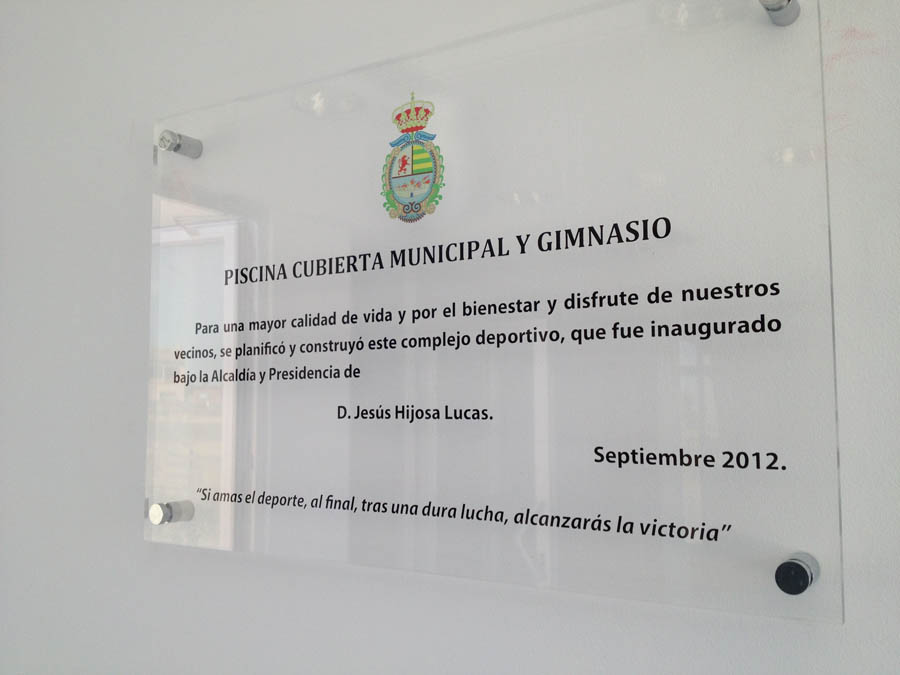 PISCINA CUBIERTA MUNICIPAL Y GIMNASIO
Para una mayor calidad de vida y por el bienestar y disfrute de nuestros
vecinos, se planificó y construyó este complejo deportivo, que fue inaugurado
bajo la Alcaldía y Presidencia de
D. Jesús Hijosa Lucas.
Septiembre 2012.
“Si amas el deporte, al final, tras una dura lucha, alcanzarás la victoria”